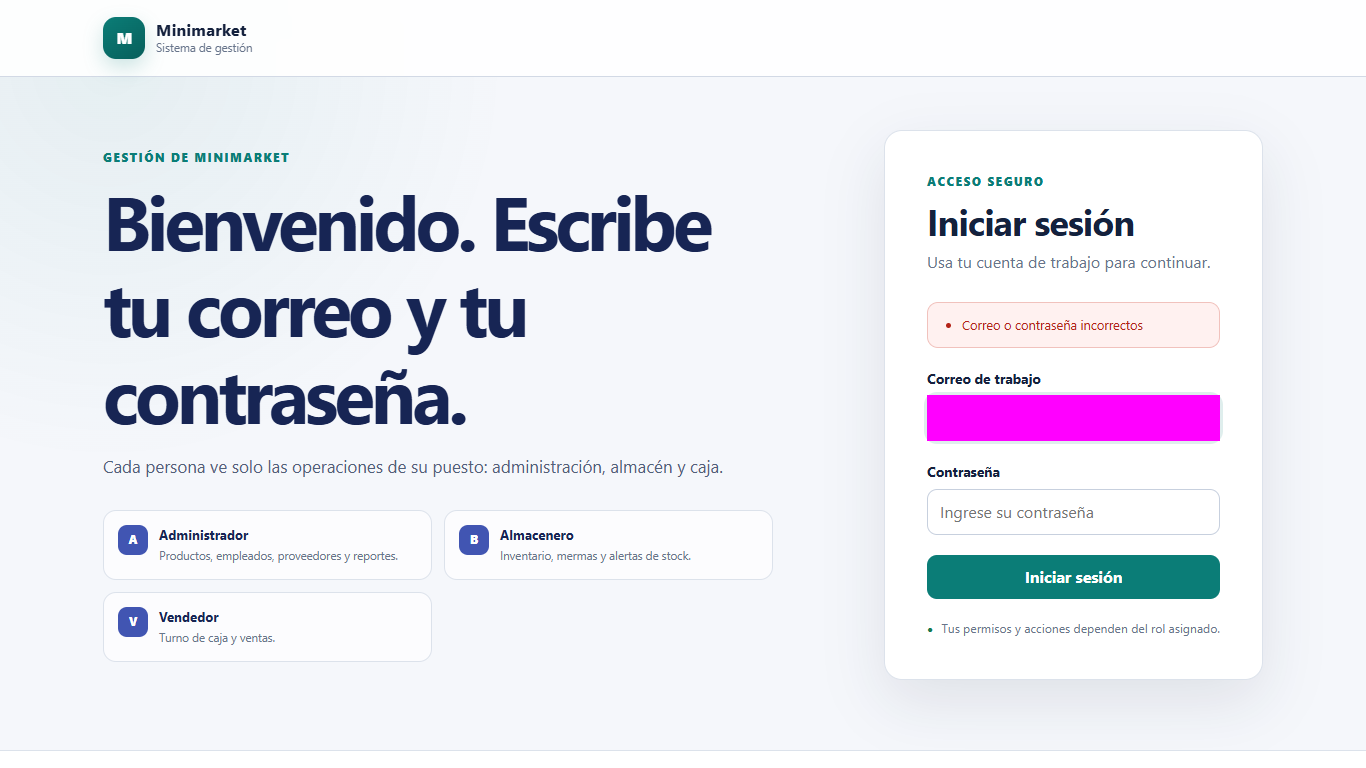 M
Minimarket
Sistema de gestión
GESTIÓN DE MINIMARKET
Bienvenido. Escribe
tu correo y tu
contraseña.
Cada persona ve solo las operaciones de su puesto: administración, almacén y caja.
A
Administrador
Productos, empleados, proveedores y reportes.
B
Almacenero
Inventario, mermas y alertas de stock.
V
Vendedor
Turno de caja y ventas.
ACCESO SEGURO
Iniciar sesión
Usa tu cuenta de trabajo para continuar.
• Correo o contraseña incorrectos
Correo de trabajo
Contraseña
Ingrese su contraseña
Iniciar sesión
• Tus permisos y acciones dependen del rol asignado.